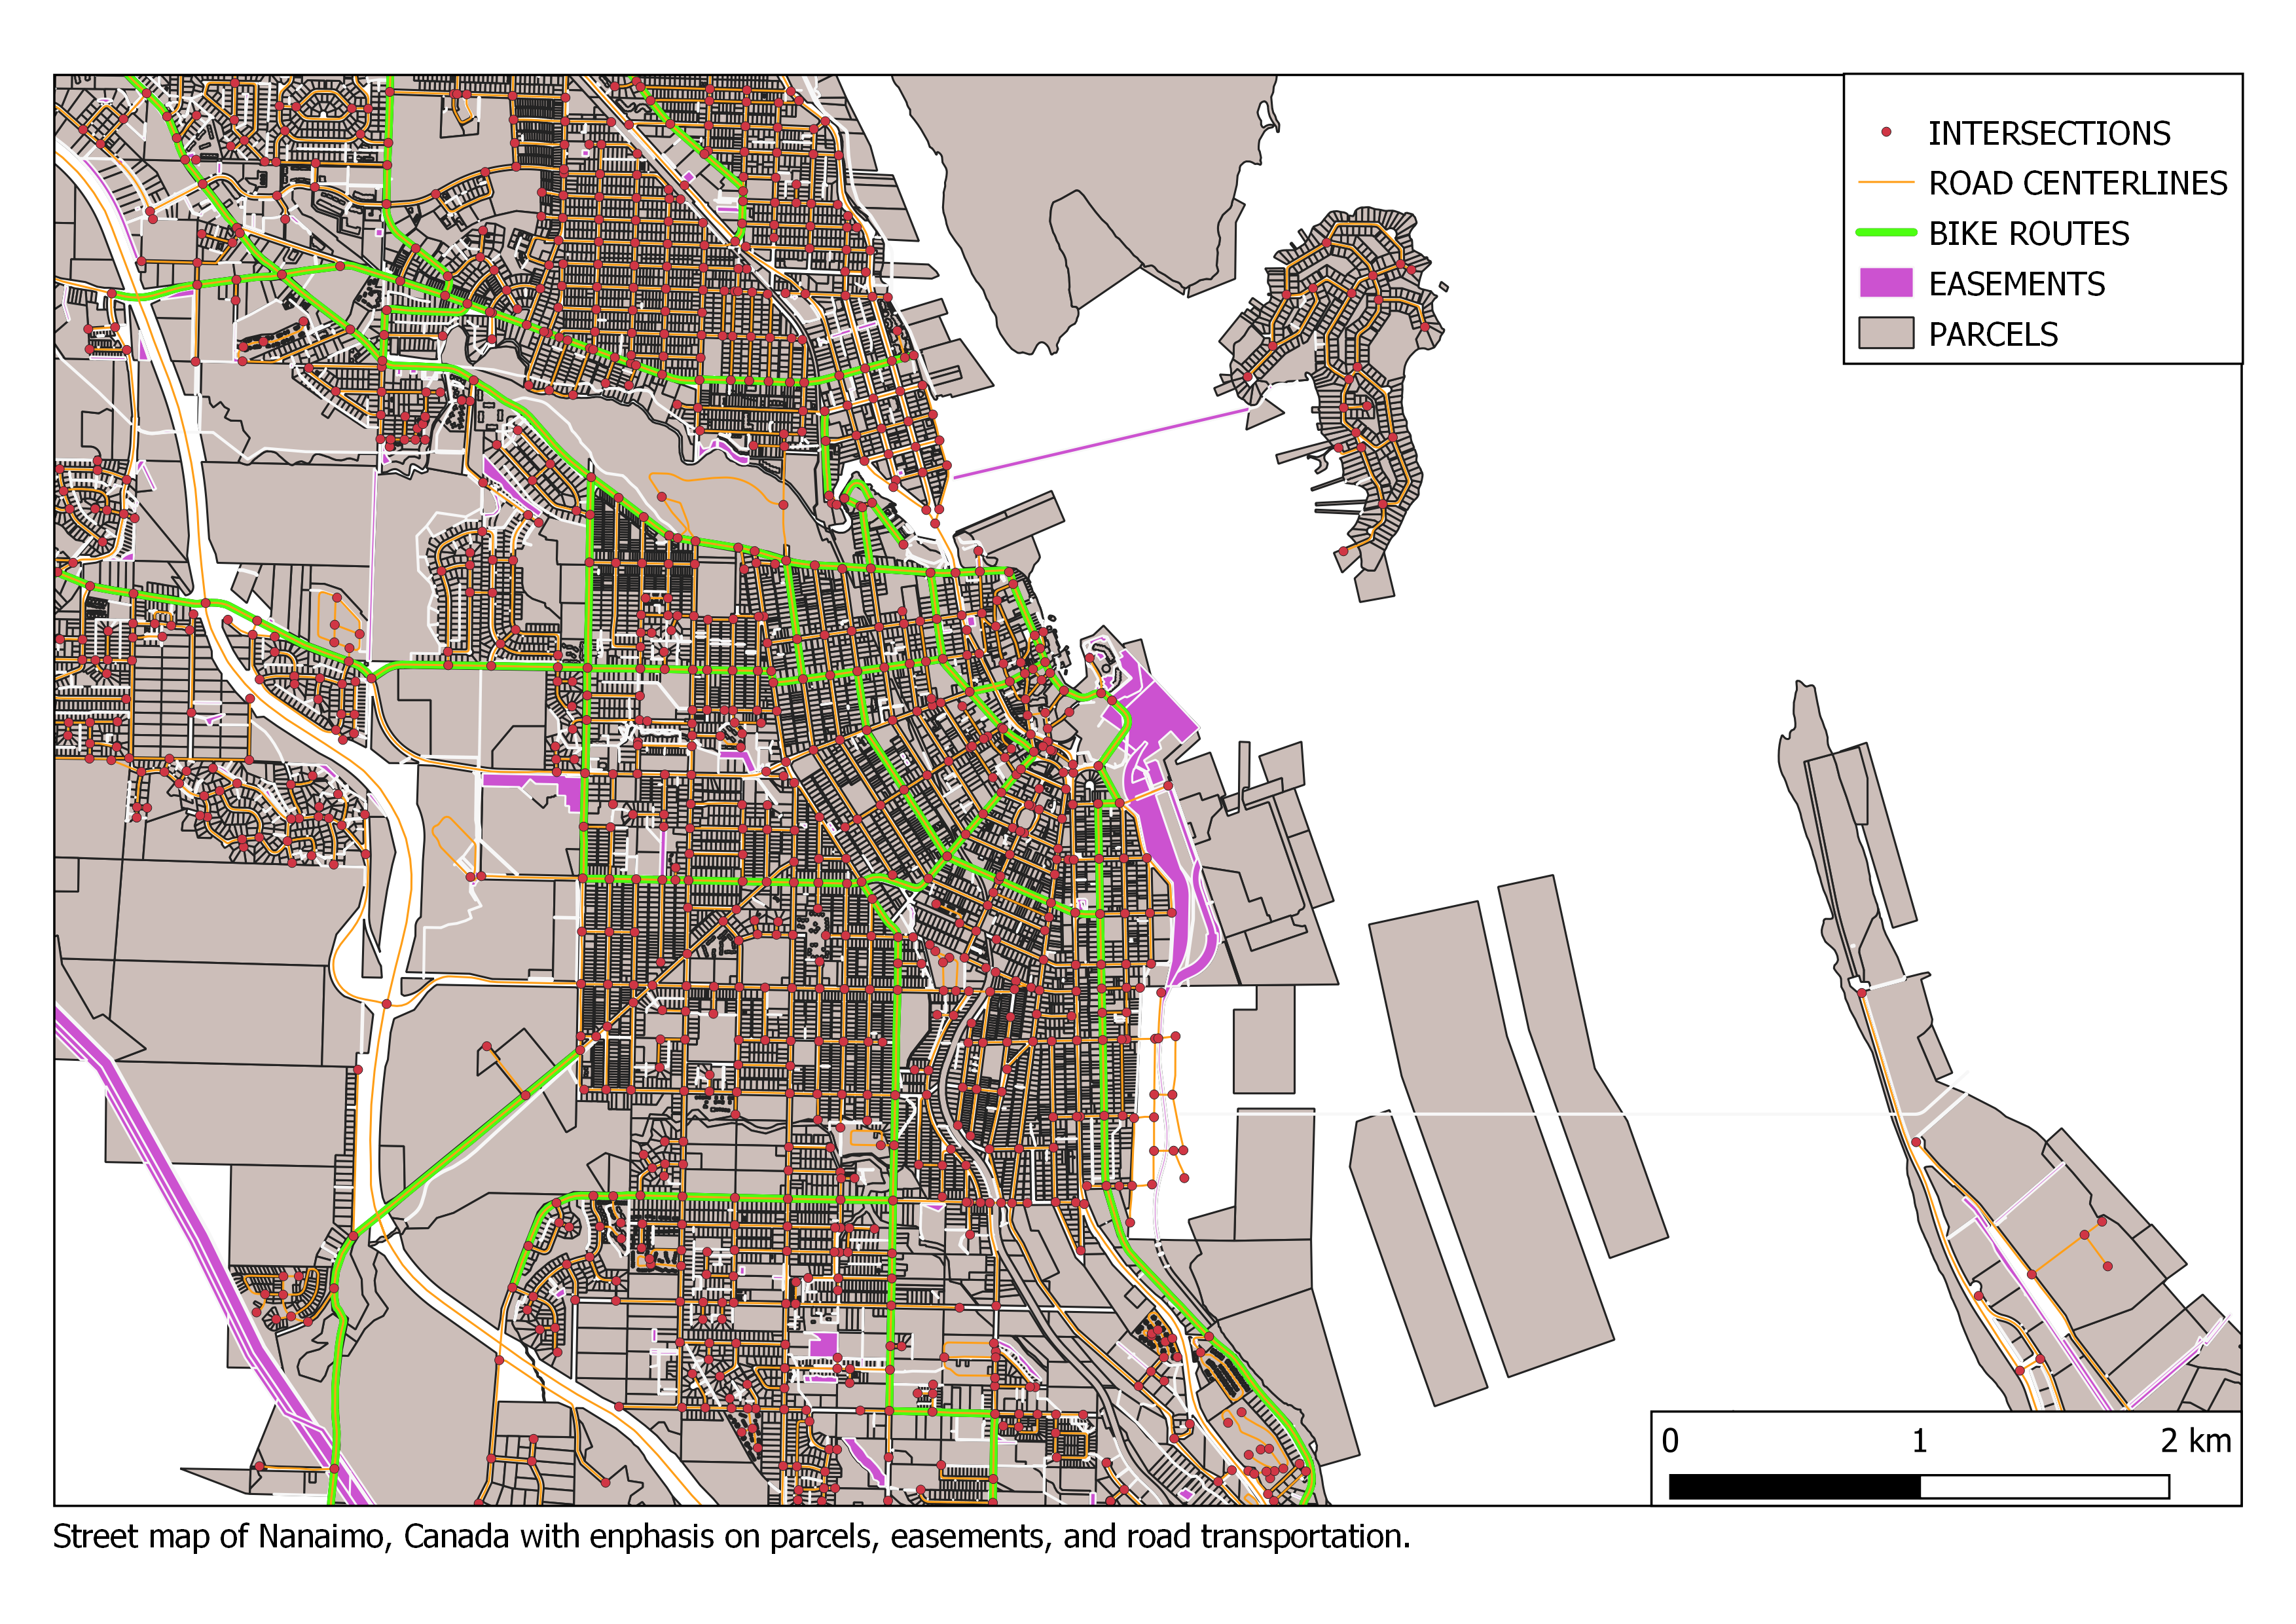 INTERSECTIONS
ROAD CENTERLINES
BIKE ROUTES
EASEMENTS
PARCELS
0 1 2 km
Street map of Nanaimo, Canada with enphasis on parcels, easements, and road transportation.